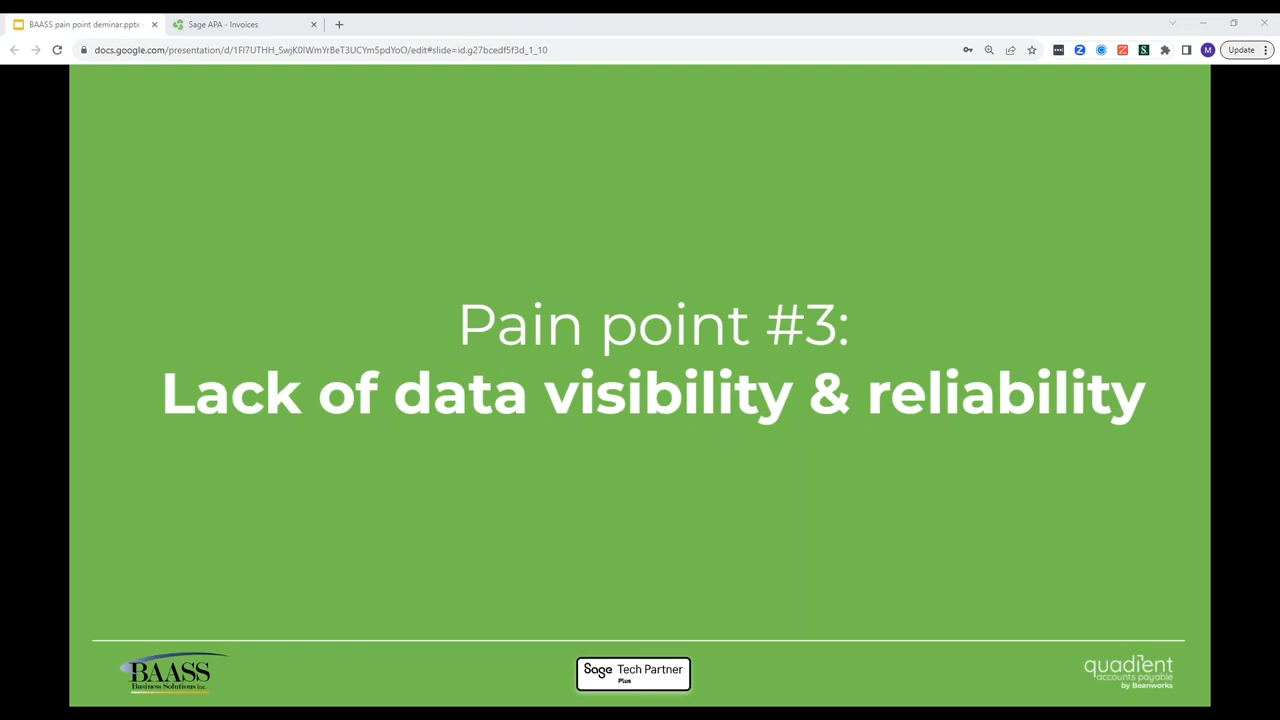 BAASS pain point deminar.pptx
Sage APA - Invoices
docs.google.com/presentation/d/1FI7UTHH_SwjK0IWmYrBeT3UCYm5pdYoO/edit#slide=id.g27bcedf5f3d_1_10
M
Update
Pain point #3:
Lack of data visibility & reliability
BAASS
Business Solutions Inc.
Sage Tech Partner
Plus
quadient
accounts payable
by Beanworks